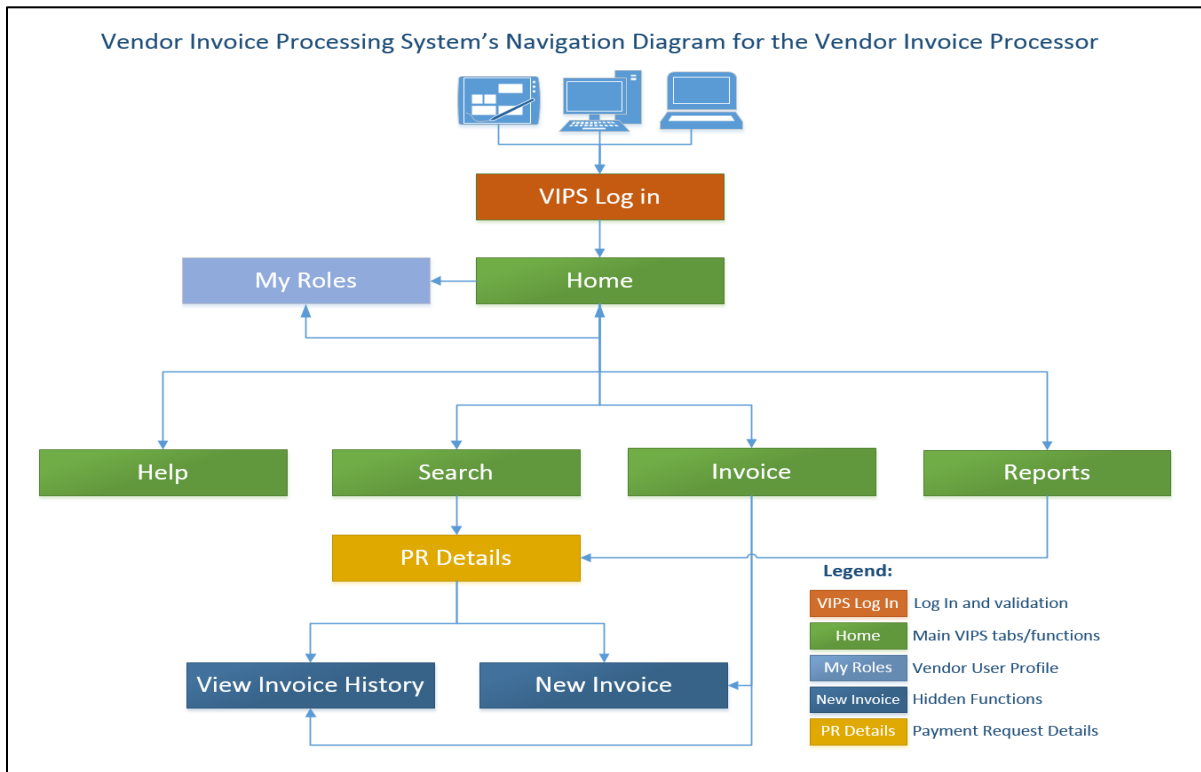 Vendor Invoice Processing System's Navigation Diagram for the Vendor Invoice Processor
VIPS Log in
My Roles
Home
Help
Search
Invoice
Reports
PR Details
View Invoice History
New Invoice
Legend:
VIPS Log In Log In and validation
Home Main VIPS tabs/functions
My Roles Vendor User Profile
New Invoice Hidden Functions
PR Details Payment Request Details